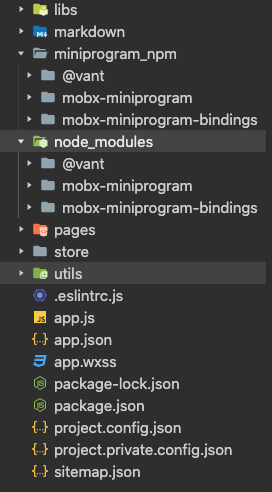 libs
markdown
miniprogram_npm
@vant
mobx-miniprogram
mobx-miniprogram-bindings
node_modules
@vant
mobx-miniprogram
mobx-miniprogram-bindings
pages
store
utils
.eslintrc.js
app.js
app.json
app.wxss
package-lock.json
package.json
project.config.json
project.private.config.json
sitemap.json